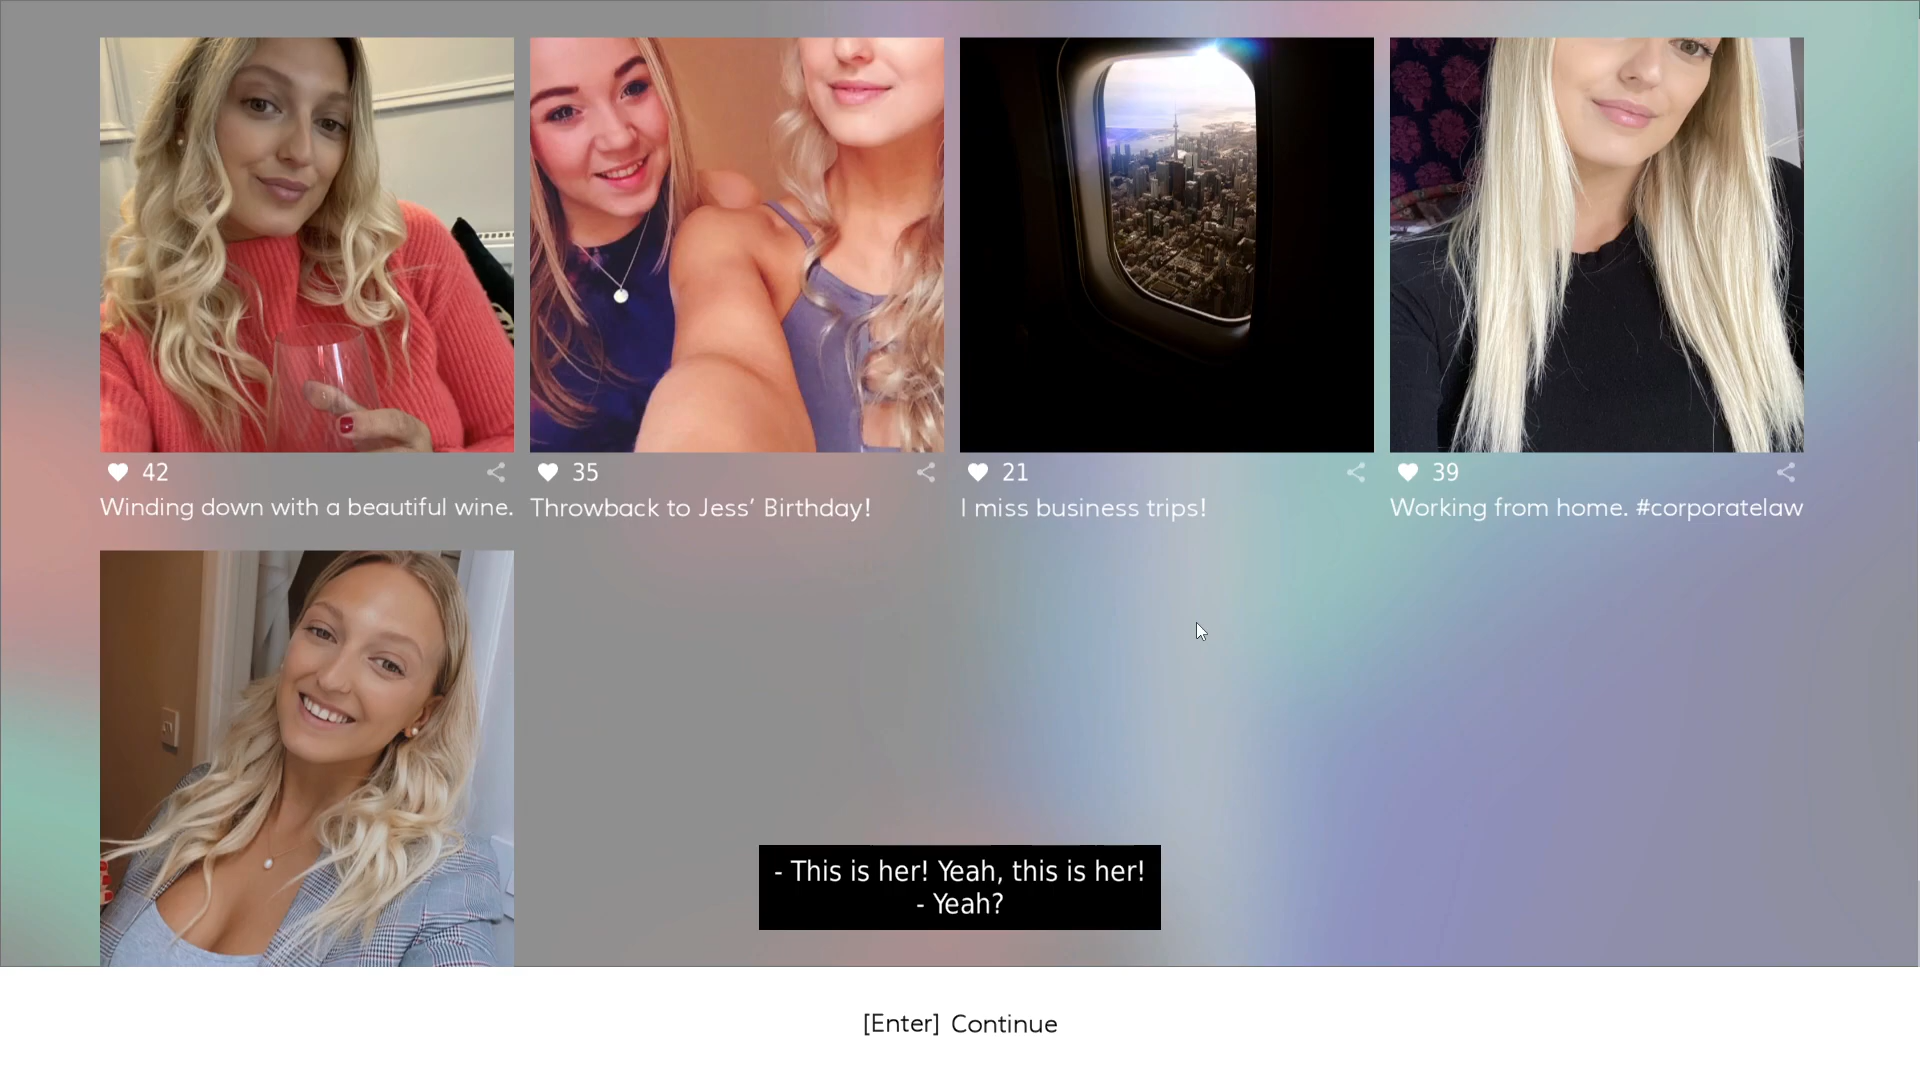 42
Winding down with a beautiful wine.
35
Throwback to Jess’ Birthday!
21
I miss business trips!
39
Working from home. #corporatelaw
- This is her! Yeah, this is her!
- Yeah?
[Enter] Continue